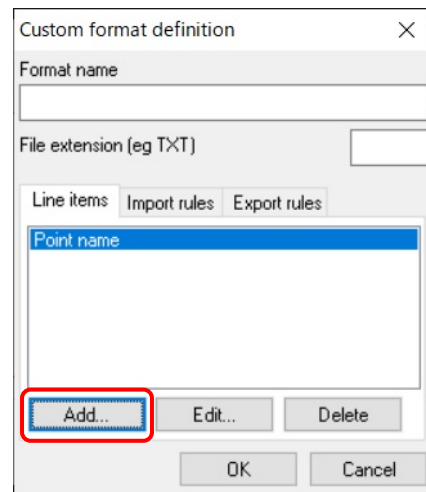 Custom format definition
Format name
File extension (eg TXT)
Line items Import rules Export rules
Point name
Add... Edit... Delete
OK Cancel